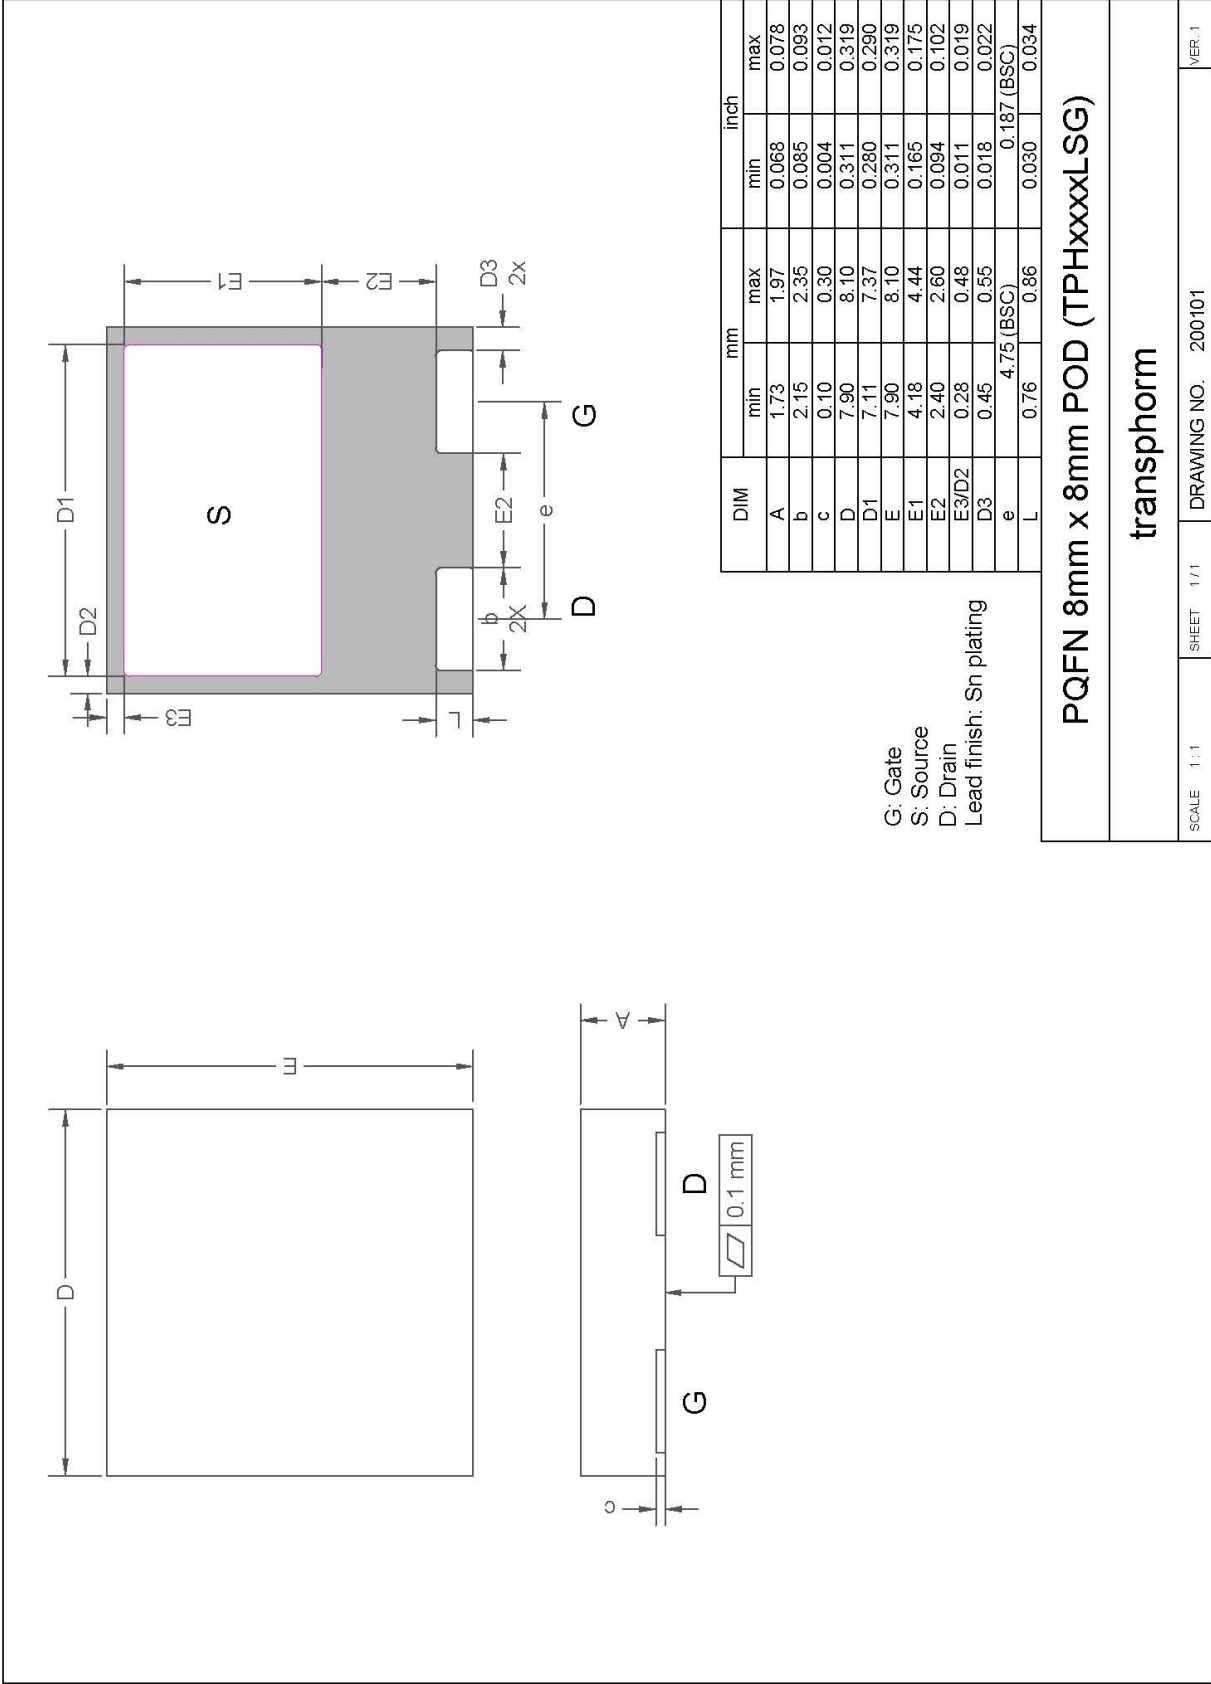 D
E
A
c
G
D
0.1 mm
D1
D2
E3
S
E1
E2
L
b
2X
E2
e
D3
2x
D
G
G: Gate
S: Source
D: Drain
Lead finish: Sn plating
DIM mm inch
min max min max
A 1.73 1.97 0.068 0.078
b 2.15 2.35 0.085 0.093
c 0.10 0.30 0.004 0.012
D 7.90 8.10 0.311 0.319
D1 7.11 7.37 0.280 0.290
E 7.90 8.10 0.311 0.319
E1 4.18 4.44 0.165 0.175
E2 2.40 2.60 0.094 0.102
E3/D2 0.28 0.48 0.011 0.019
D3 0.45 0.55 0.018 0.022
e 4.75 (BSC) 0.187 (BSC)
L 0.76 0.86 0.030 0.034
PQFN 8mm x 8mm POD (TPHxxxxLSG)
transphorm
SCALE 1 : 1 SHEET 1 / 1 DRAWING NO. 200101 VER. 1